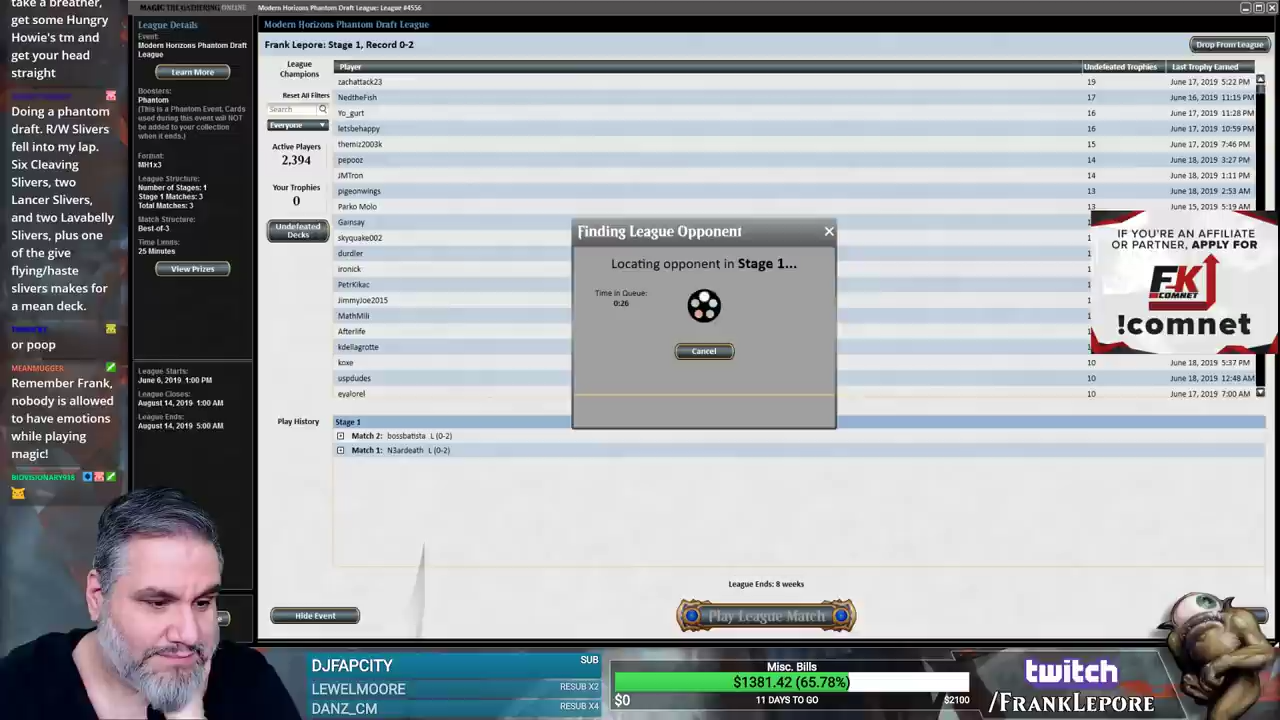 take a breather,
get some Hungry
Howie's tm and
get your head
straight
Doing a phantom
draft. R/W Slivers
fell into my lap.
Six Cleaving
Slivers, two
Lancer Slivers,
and two Lavabelly
Slivers, plus one
of the give
flying/haste
slivers makes for
a mean deck.
or poop
MEANMUGGER
Remember Frank,
nobody is allowed
to have emotions
while playing
magic!
BIOVISIONARY918
MAGIC THE GATHERING ONLINE
Modern Horizons Phantom Draft League: League #4556
League Details
Event:
Modern Horizons Phantom Draft
League
Learn More
Boosters:
Phantom
(This is a Phantom Event. Cards
used during this event will NOT
be added to your collection
when it ends.)
Format:
MH1x3
League Structure:
Number of Stages: 1
Stage 1 Matches: 3
Total Matches: 3
Match Structure:
Best-of-3
Time Limits:
25 Minutes
View Prizes
League Starts:
June 6, 2019 1:00 PM
League Closes:
August 14, 2019 1:00 AM
League Ends:
August 14, 2019 5:00 AM
Modern Horizons Phantom Draft League
Frank Lepore: Stage 1, Record 0-2
Drop From League
League
Champions
Reset All Filters
Search
Everyone
Active Players
2,394
Your Trophies
0
Undefeated
Decks
Player Undefeated Trophies Last Trophy Earned
zachattack23 19 June 17, 2019 5:22 PM
NedtheFish 17 June 16, 2019 11:15 PM
Yo_gurt 16 June 17, 2019 11:28 PM
letsbehappy 16 June 17, 2019 10:59 PM
themiz2003k 15 June 17, 2019 7:46 PM
pepooz 14 June 18, 2019 3:27 PM
JMTron 14 June 18, 2019 1:11 PM
pigeonwings 13 June 18, 2019 2:53 AM
Parko Molo 13 June 15, 2019 5:19 AM
Gainsay
skyquake002
durdler
ironick
PetrKikac
JimmyJoe2015
MathMili
Afterlife
kdellagrotte
koxe 10 June 18, 2019 5:37 PM
uspdudes 10 June 18, 2019 12:48 AM
eyalorel 10 June 17, 2019 7:00 AM
Finding League Opponent
Locating opponent in Stage 1...
Time In Queue:
0:26
Cancel
IF YOU'RE AN AFFILIATE
OR PARTNER, APPLY FOR
FK
COMNET
!comnet
Play History
Stage 1
Match 2: bossbatista L (0-2)
Match 1: N3ardeath L (0-2)
League Ends: 8 weeks
Hide Event
Play League Match
DJFAPCITY SUB
LEWELMOORE RESUB X2
DANZ_CM RESUB X4
Misc. Bills
$1381.42 (65.78%)
$0 11 DAYS TO GO $2100
twitch
/FRANKLEPORE